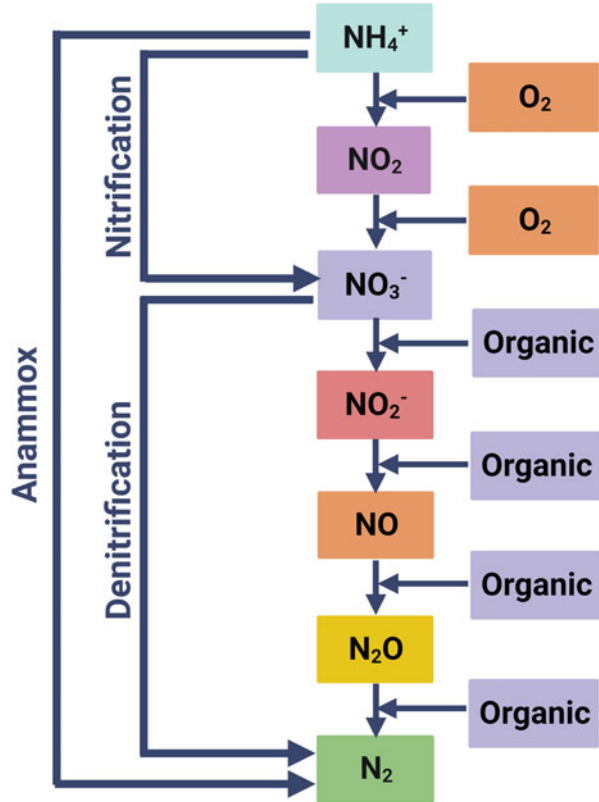 NH₄⁺
O₂
NO₂
O₂
NO₃⁻
Organic
NO₂⁻
Organic
NO
Organic
N₂O
Organic
N₂
Nitrification
Denitrification
Anammox